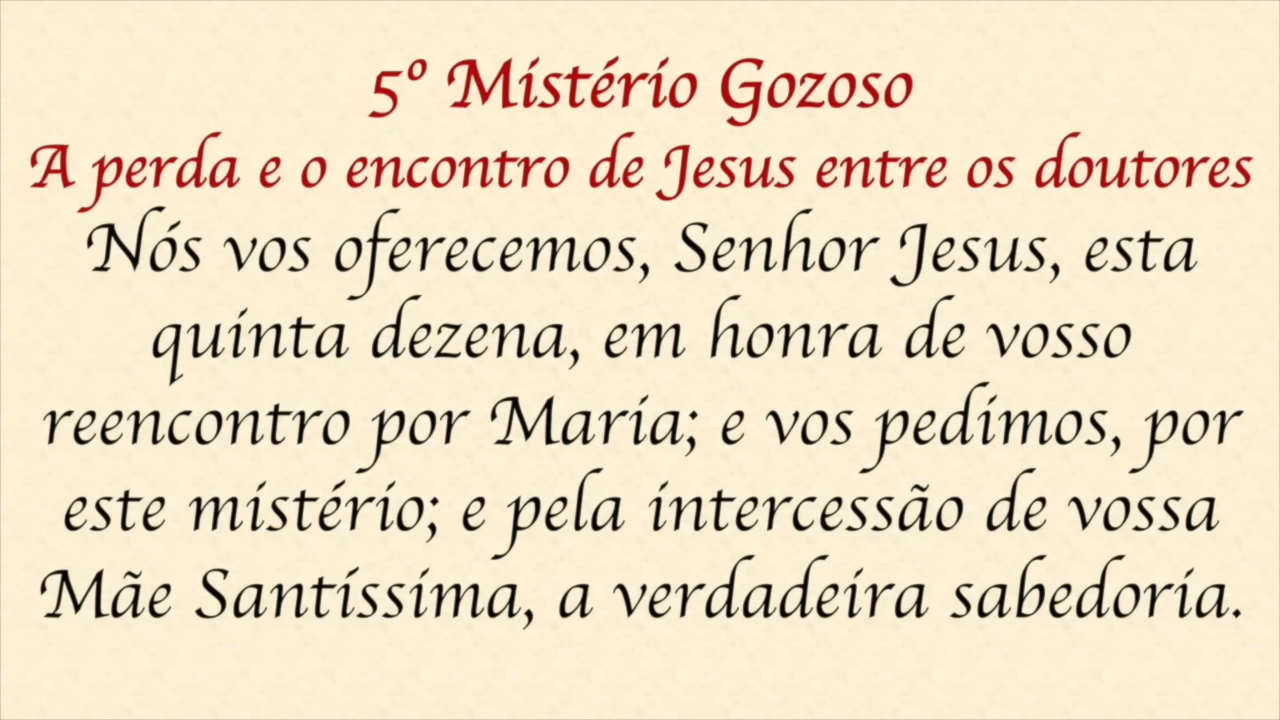 5º Mistério Gozoso
A perda e o encontro de Jesus entre os doutores
Nós vos oferecemos, Senhor Jesus, esta
quinta dezena, em honra de vosso
reencontro por Maria; e vos pedimos, por
este mistério; e pela intercessão de vossa
Mãe Santíssima, a verdadeira sabedoria.